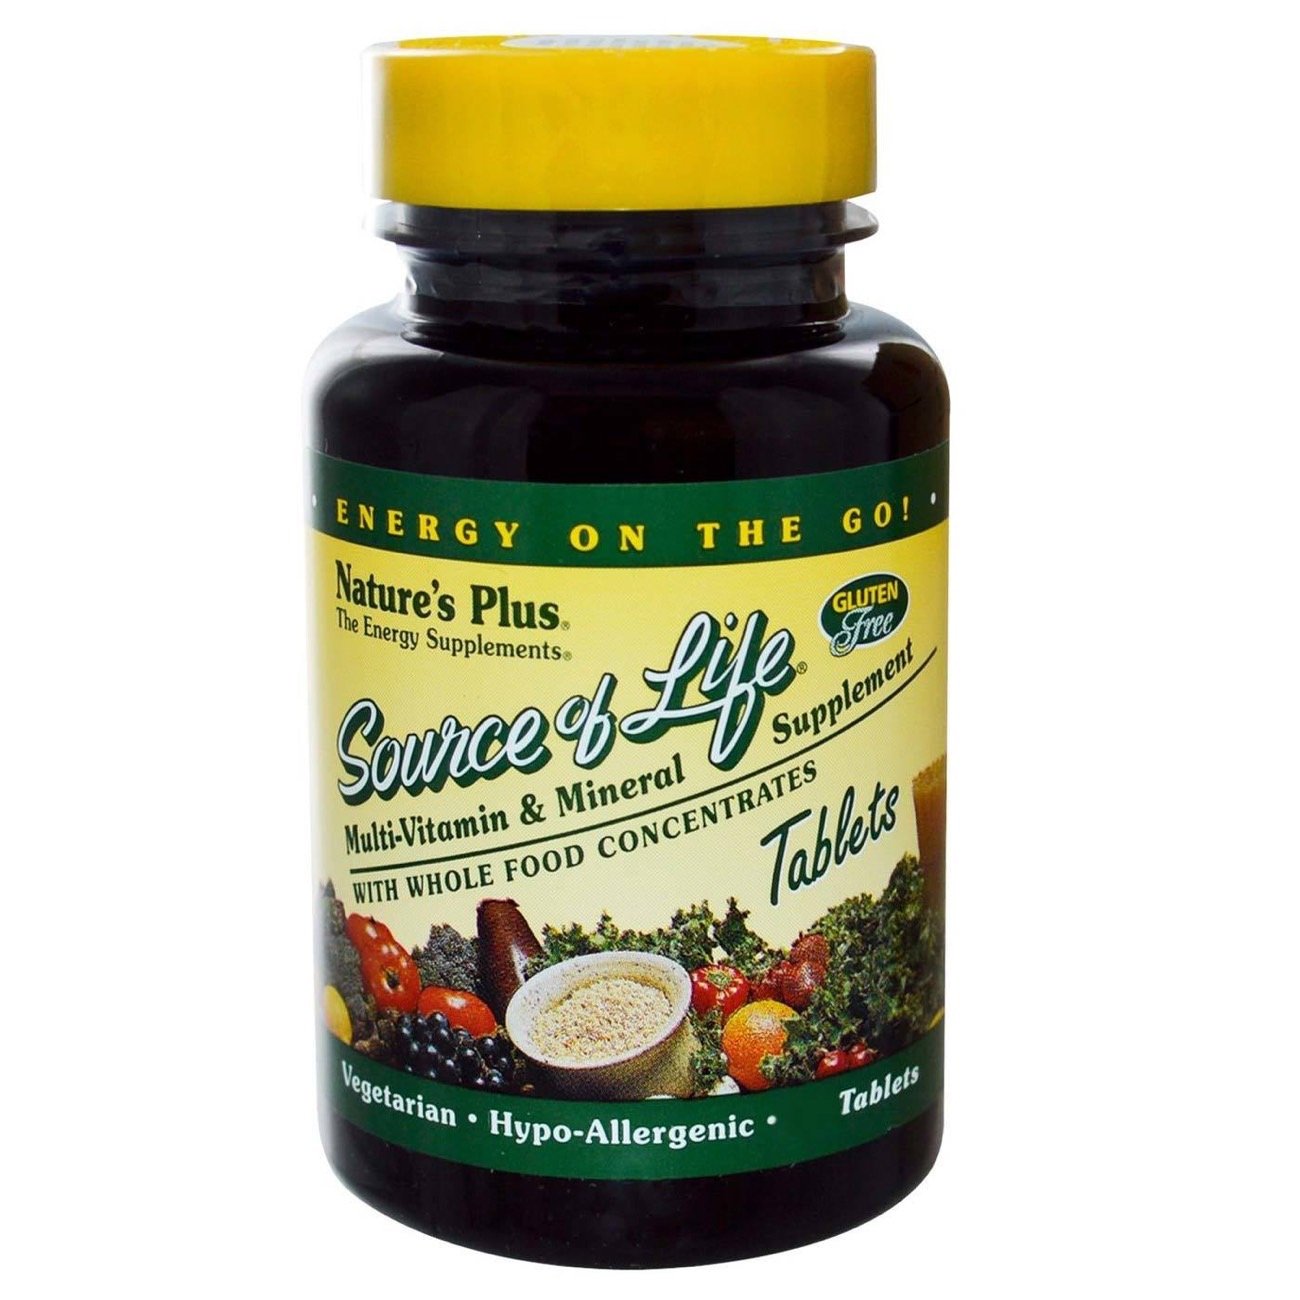 • ENERGY ON THE GO! •
Nature's Plus®
The Energy Supplements®
GLUTEN
Free
Source of Life®
Multi-Vitamin & Mineral Supplement
WITH WHOLE FOOD CONCENTRATES
Tablets
Vegetarian • Hypo-Allergenic • Tablets